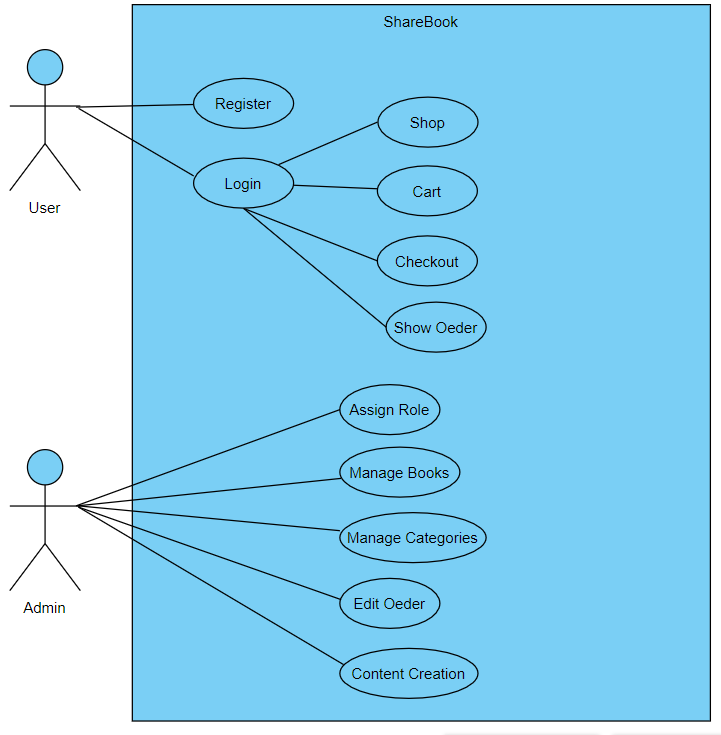 ShareBook
Register
Shop
Login
Cart
User
Checkout
Show Oeder
Assign Role
Manage Books
Manage Categories
Edit Oeder
Admin
Content Creation